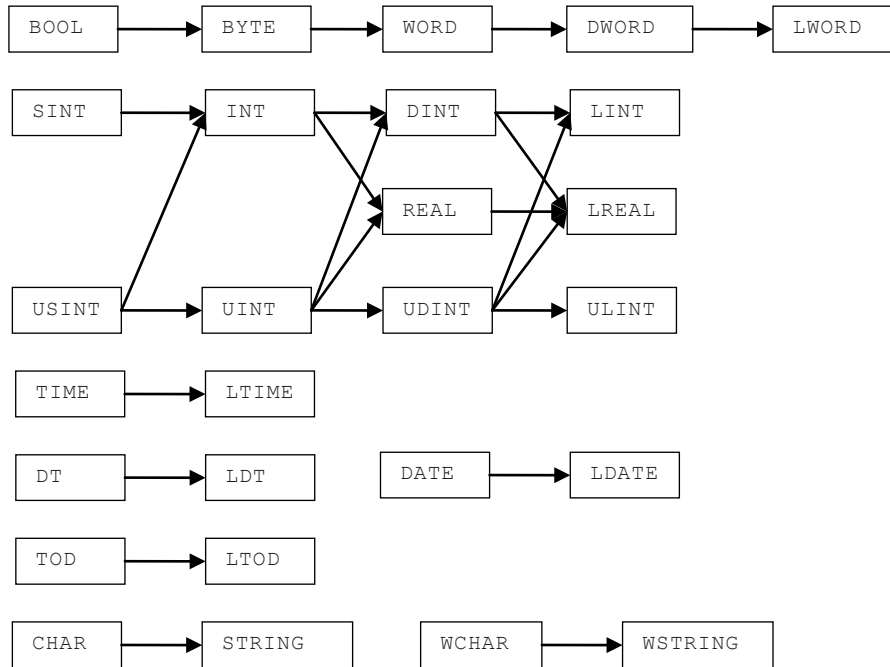 BOOL BYTE WORD DWORD LWORD
SINT INT DINT LINT
REAL LREAL
USINT UINT UDINT ULINT
TIME LTIME
DT LDT DATE LDATE
TOD LTOD
CHAR STRING WCHAR WSTRING